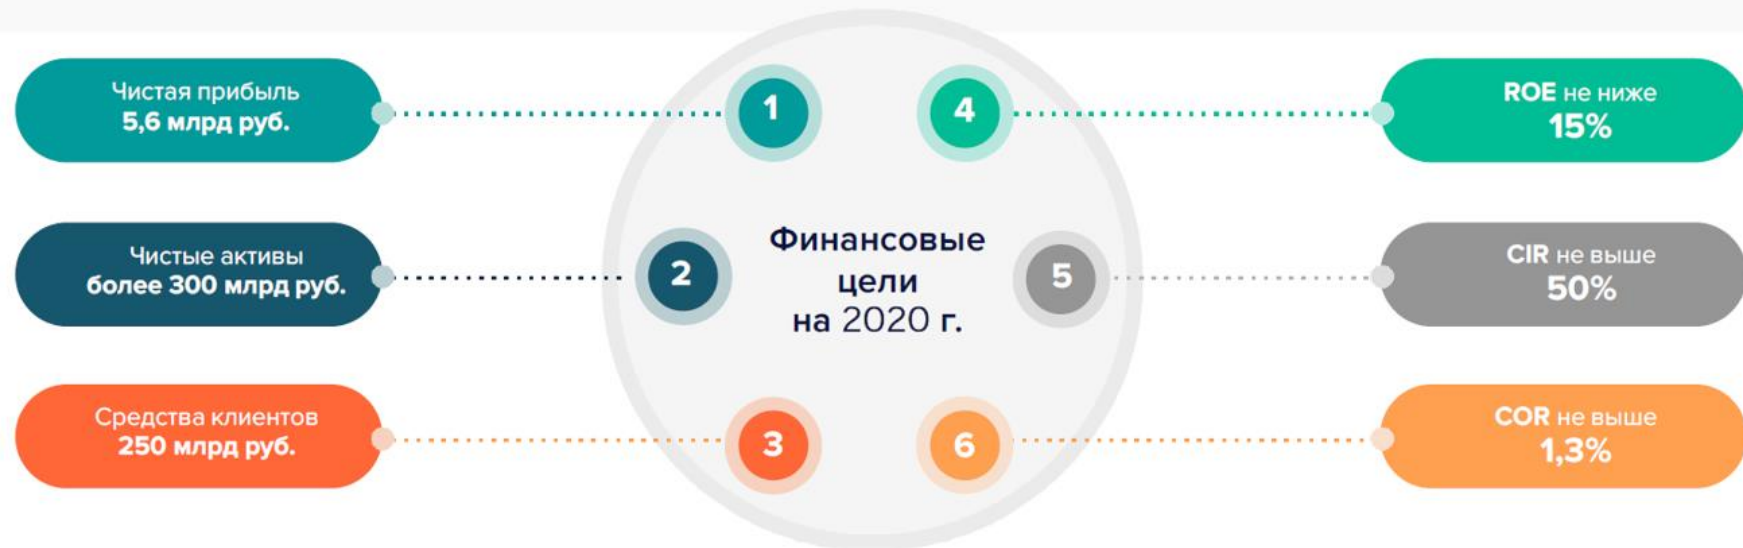 Чистая прибыль
5,6 млрд руб.
1
4
ROE не ниже
15%
Чистые активы
более 300 млрд руб.
2
Финансовые
цели
на 2020 г.
5
CIR не выше
50%
Средства клиентов
250 млрд руб.
3
6
COR не выше
1,3%